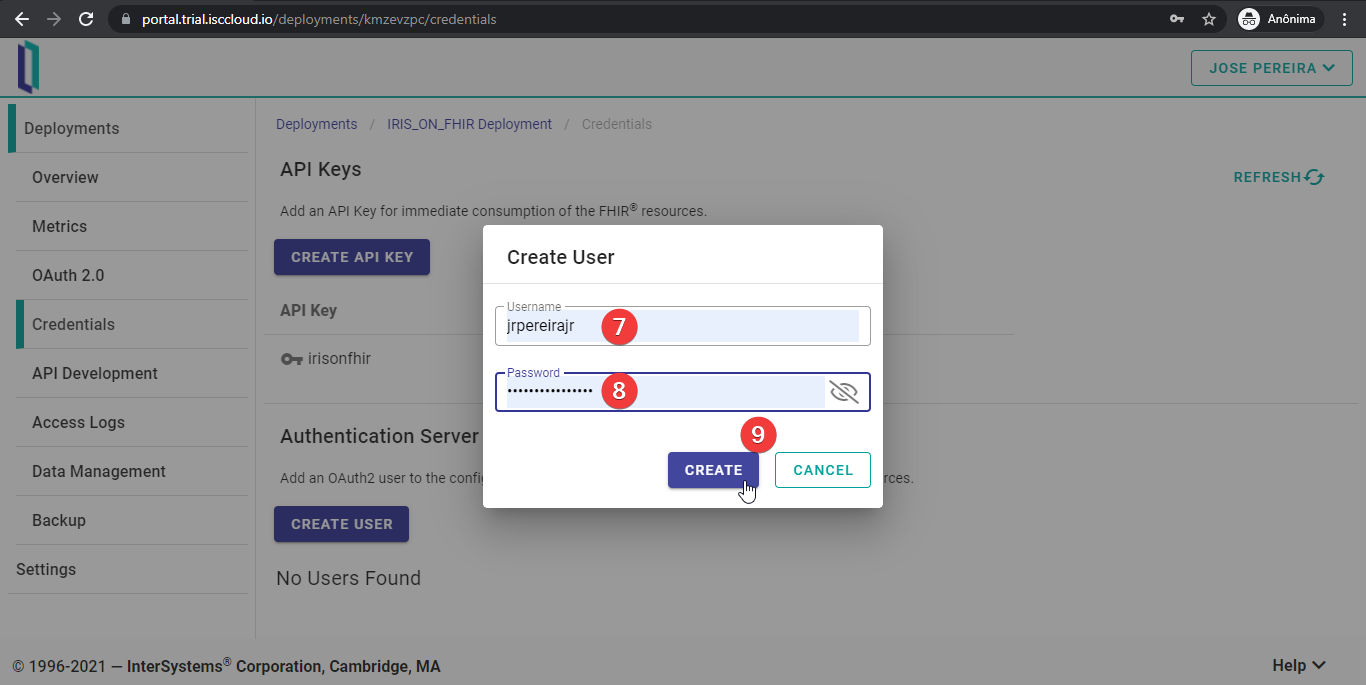 portal.trial.isccloud.io/deployments/kmzevzpc/credentials
Anônima
JOSE PEREIRA
Deployments
Overview
Metrics
OAuth 2.0
Credentials
API Development
Access Logs
Data Management
Backup
Settings
Deployments / IRIS_ON_FHIR Deployment / Credentials
API Keys
REFRESH
Add an API Key for immediate consumption of the FHIR® resources.
CREATE API KEY
API Key
irisonfhir
Authentication Server
Add an OAuth2 user to the
CREATE USER
No Users Found
Create User
Username
jrpereirajr
7
Password
••••••••••••••••
8
9
CREATE
CANCEL
© 1996-2021 — InterSystems® Corporation, Cambridge, MA
Help